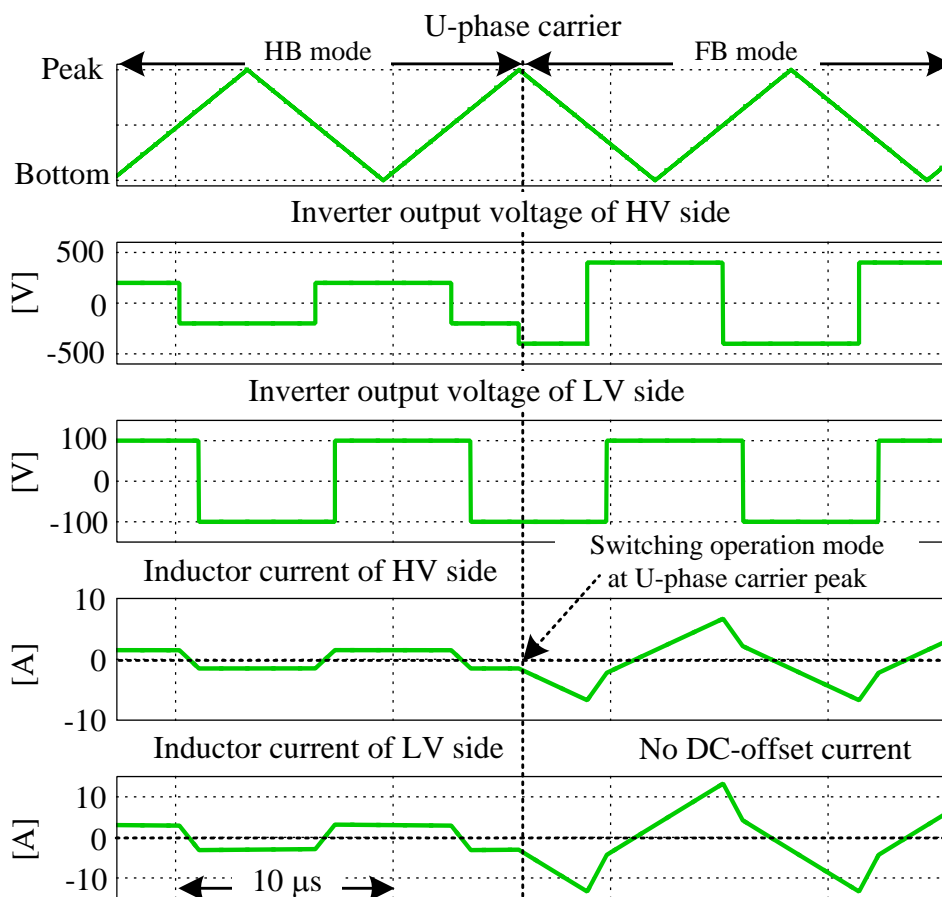 U-phase carrier
HB mode
FB mode
Peak
Bottom
Inverter output voltage of HV side
500
0
-500
[V]
Inverter output voltage of LV side
100
0
-100
[V]
Switching operation mode
at U-phase carrier peak
Inductor current of HV side
10
0
-10
[A]
Inductor current of LV side
No DC-offset current
10
0
-10
[A]
10 μs